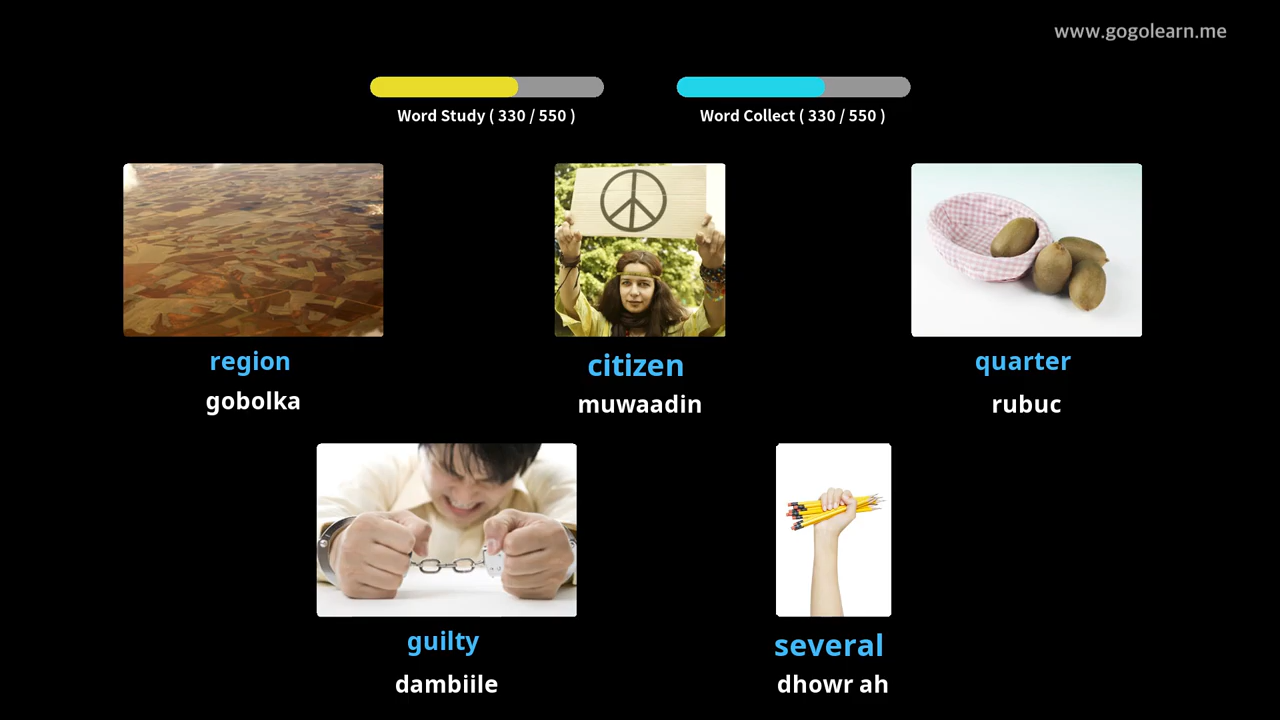 www.gogolearn.me
Word Study ( 330 / 550 )
Word Collect ( 330 / 550 )
region
gobolka
citizen
muwaadin
quarter
rubuc
guilty
dambiile
several
dhowr ah